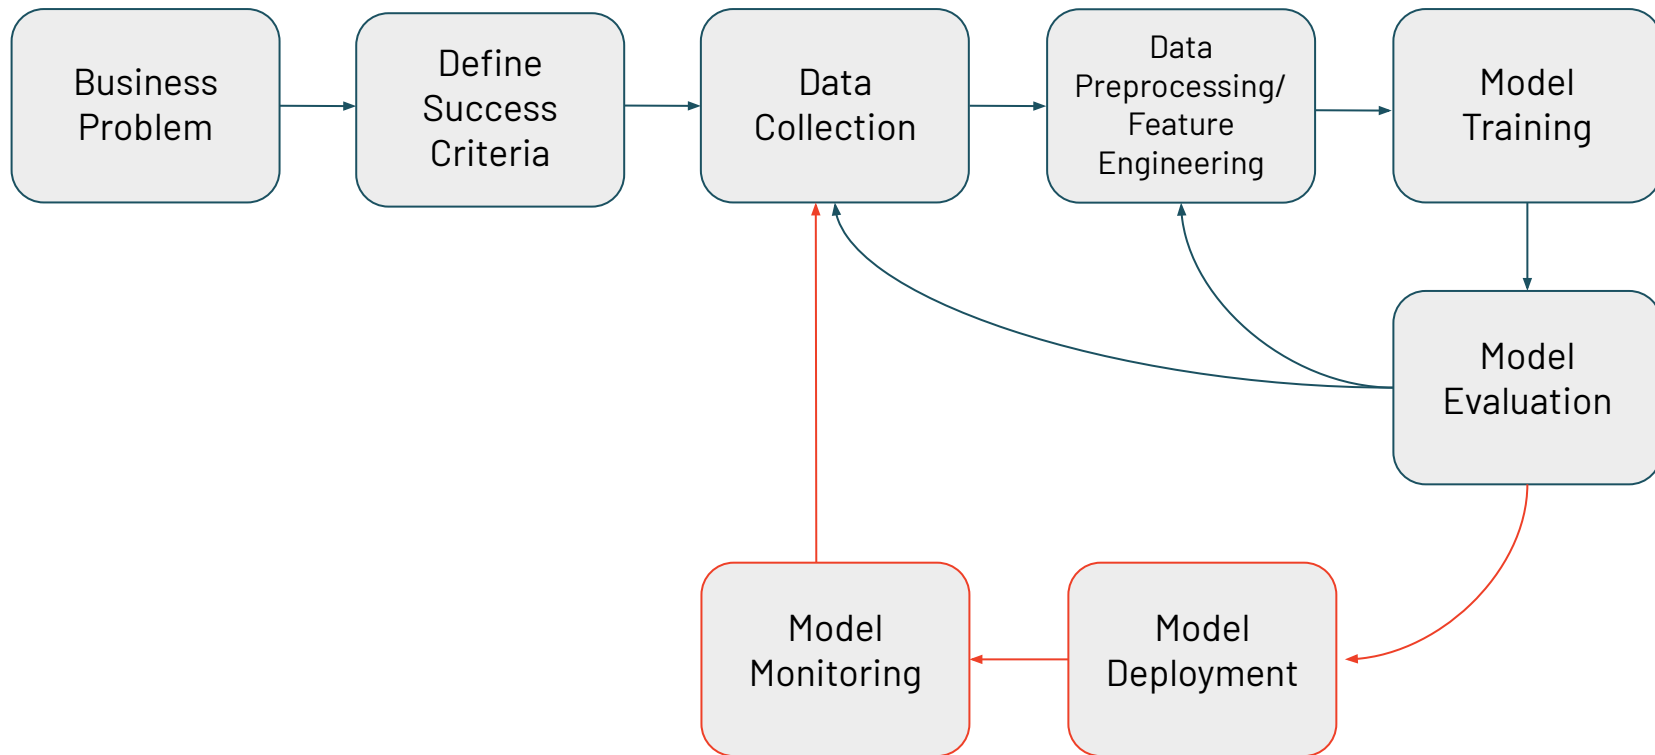 Business
Problem
Define
Success
Criteria
Data
Collection
Data
Preprocessing/
Feature
Engineering
Model
Training
Model
Evaluation
Model
Deployment
Model
Monitoring